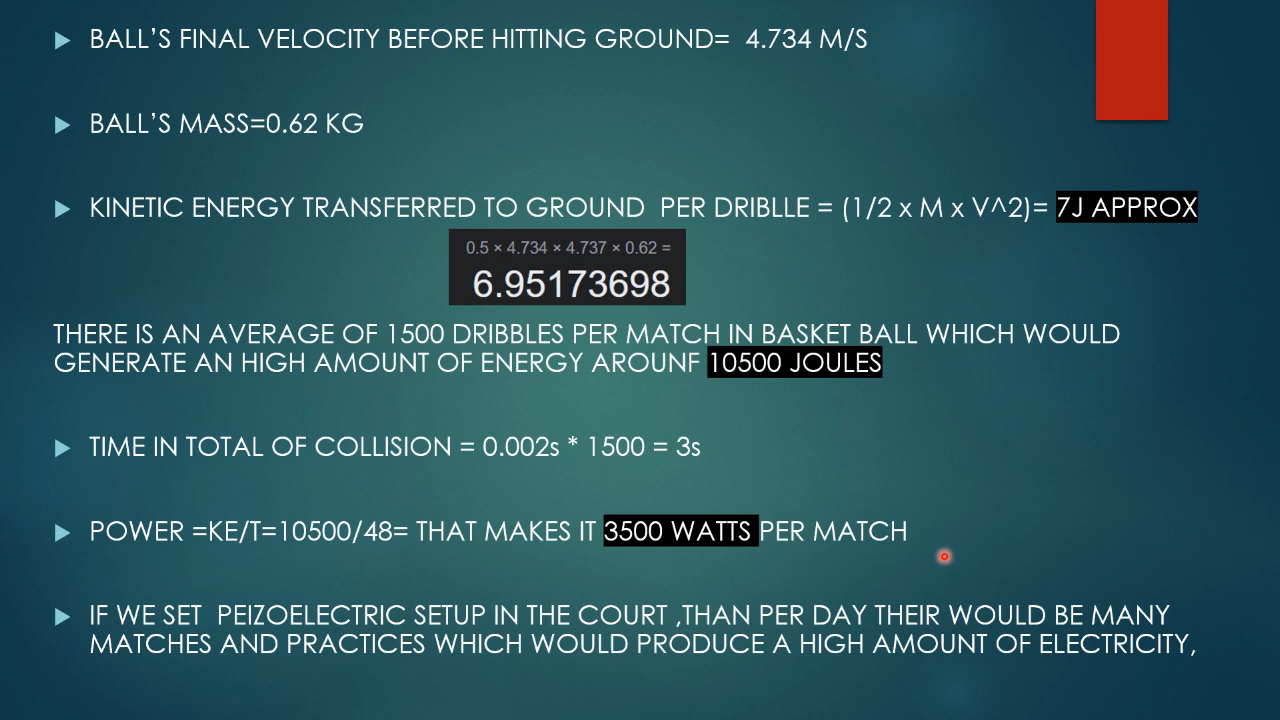 BALL'S FINAL VELOCITY BEFORE HITTING GROUND= 4.734 M/S
BALL'S MASS=0.62 KG
KINETIC ENERGY TRANSFERRED TO GROUND PER DRIBLLE = (1/2 x M x V^2)= 7J APPROX
0.5 × 4.734 × 4.737 × 0.62 =
6.95173698
THERE IS AN AVERAGE OF 1500 DRIBBLES PER MATCH IN BASKET BALL WHICH WOULD
GENERATE AN HIGH AMOUNT OF ENERGY AROUNF 10500 JOULES
TIME IN TOTAL OF COLLISION = 0.002s * 1500 = 3s
POWER =KE/T=10500/48= THAT MAKES IT 3500 WATTS PER MATCH
IF WE SET PEIZOELECTRIC SETUP IN THE COURT ,THAN PER DAY THEIR WOULD BE MANY
MATCHES AND PRACTICES WHICH WOULD PRODUCE A HIGH AMOUNT OF ELECTRICITY,